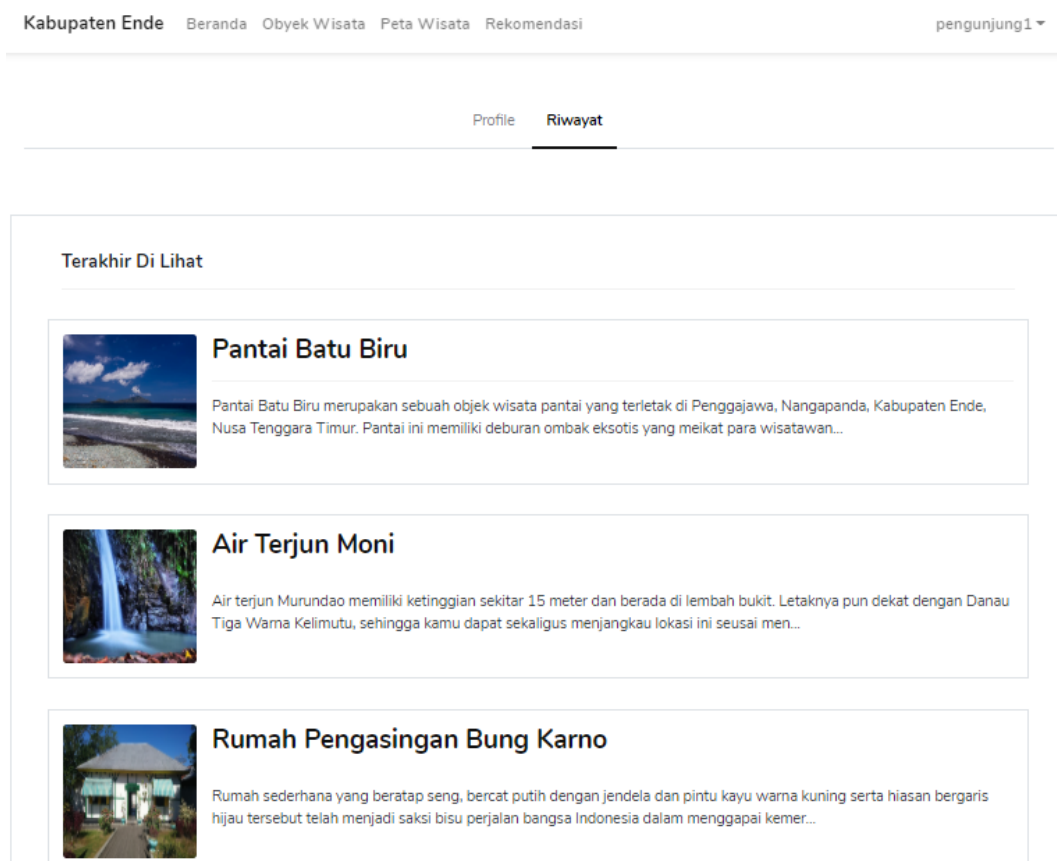 Kabupaten Ende Beranda Obyek Wisata Peta Wisata Rekomendasi pengunjung1
Profile Riwayat
Terakhir Di Lihat
Pantai Batu Biru
Pantai Batu Biru merupakan sebuah objek wisata pantai yang terletak di Penggajawa, Nangapanda, Kabupaten Ende,
Nusa Tenggara Timur. Pantai ini memiliki deburan ombak eksotis yang meikat para wisatawan...
Air Terjun Moni
Air terjun Murundao memiliki ketinggian sekitar 15 meter dan berada di lembah bukit. Letaknya pun dekat dengan Danau
Tiga Warna Kelimutu, sehingga kamu dapat sekaligus menjangkau lokasi ini seusai men...
Rumah Pengasingan Bung Karno
Rumah sederhana yang beratap seng, bercat putih dengan jendela dan pintu kayu warna kuning serta hiasan bergaris
hijau tersebut telah menjadi saksi bisu perjalan bangsa Indonesia dalam menggapai kemer...